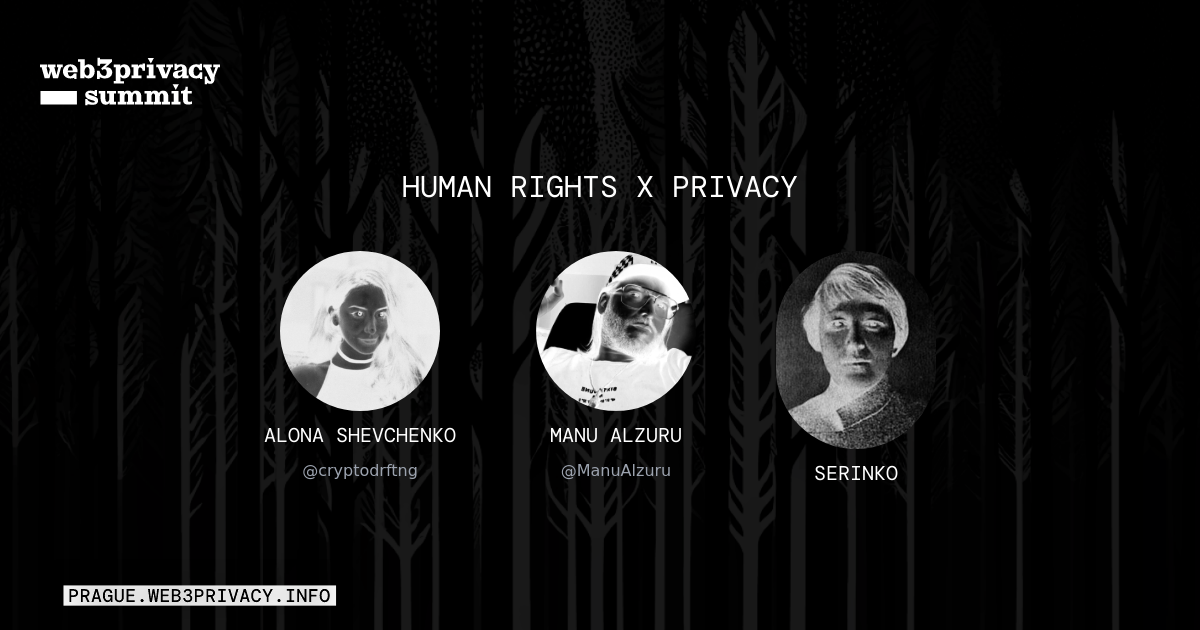 web3privacy
summit
HUMAN RIGHTS X PRIVACY
ALONA SHEVCHENKO
@cryptodrftng
MANU ALZURU
@ManuAlzuru
SERINKO
PRAGUE.WEB3PRIVACY.INFO